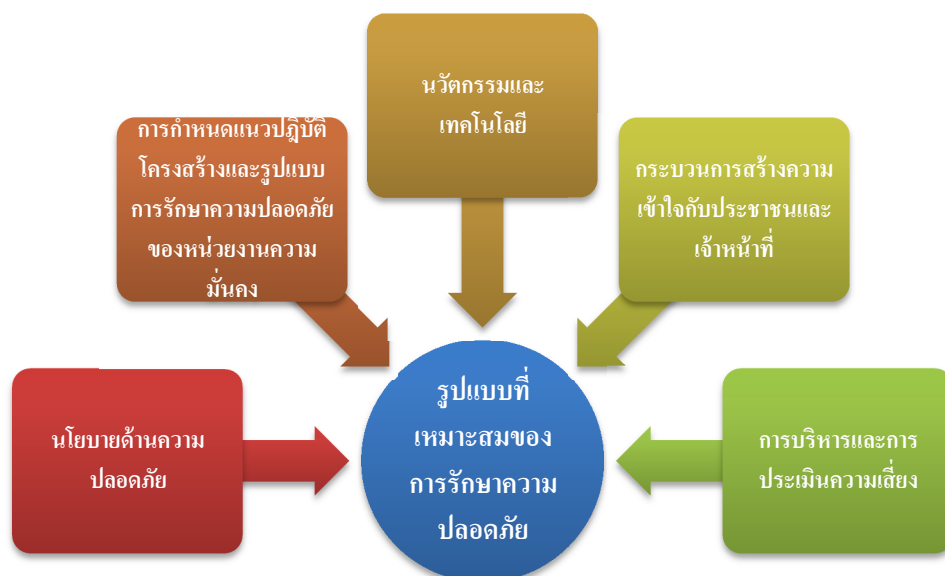 นวัตกรรมและ
เทคโนโลยี
การกำหนดแนวปฏิบัติ
โครงสร้างและรูปแบบ
การรักษาความปลอดภัย
ของหน่วยงานความ
มั่นคง
กระบวนการสร้างความ
เข้าใจกับประชาชนและ
เจ้าหน้าที่
นโยบายด้านความ
ปลอดภัย
รูปแบบที่
เหมาะสมของ
การรักษาความ
ปลอดภัย
การบริหารและการ
ประเมินความเสี่ยง